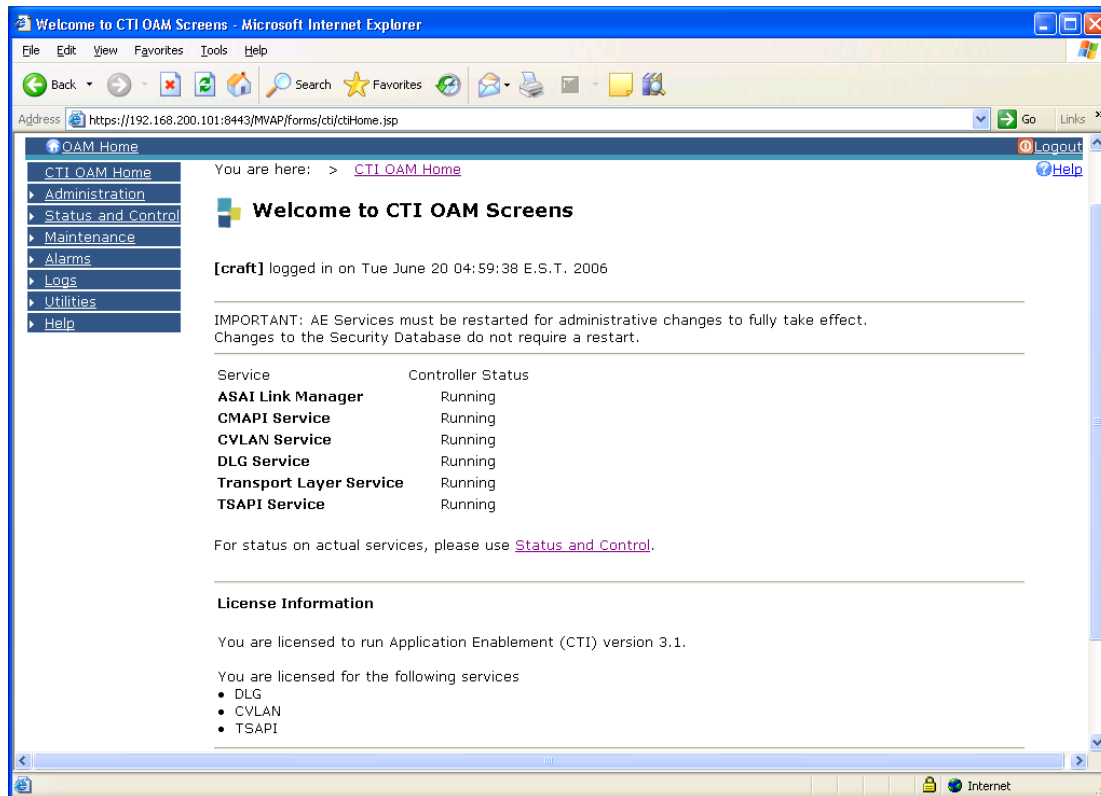 Welcome to CTI OAM Screens - Microsoft Internet Explorer
File Edit View Favorites Tools Help
Back Search Favorites
Address https://192.168.200.101:8443/MVAP/forms/cti/ctiHome.jsp Go Links »
OAM Home Logout
CTI OAM Home
Administration
Status and Control
Maintenance
Alarms
Logs
Utilities
Help
You are here: > CTI OAM Home Help
Welcome to CTI OAM Screens
[craft] logged in on Tue June 20 04:59:38 E.S.T. 2006
IMPORTANT: AE Services must be restarted for administrative changes to fully take effect.
Changes to the Security Database do not require a restart.
Service Controller Status
ASAI Link Manager Running
CMAPI Service Running
CVLAN Service Running
DLG Service Running
Transport Layer Service Running
TSAPI Service Running
For status on actual services, please use Status and Control.
License Information
You are licensed to run Application Enablement (CTI) version 3.1.
You are licensed for the following services
• DLG
• CVLAN
• TSAPI
Internet